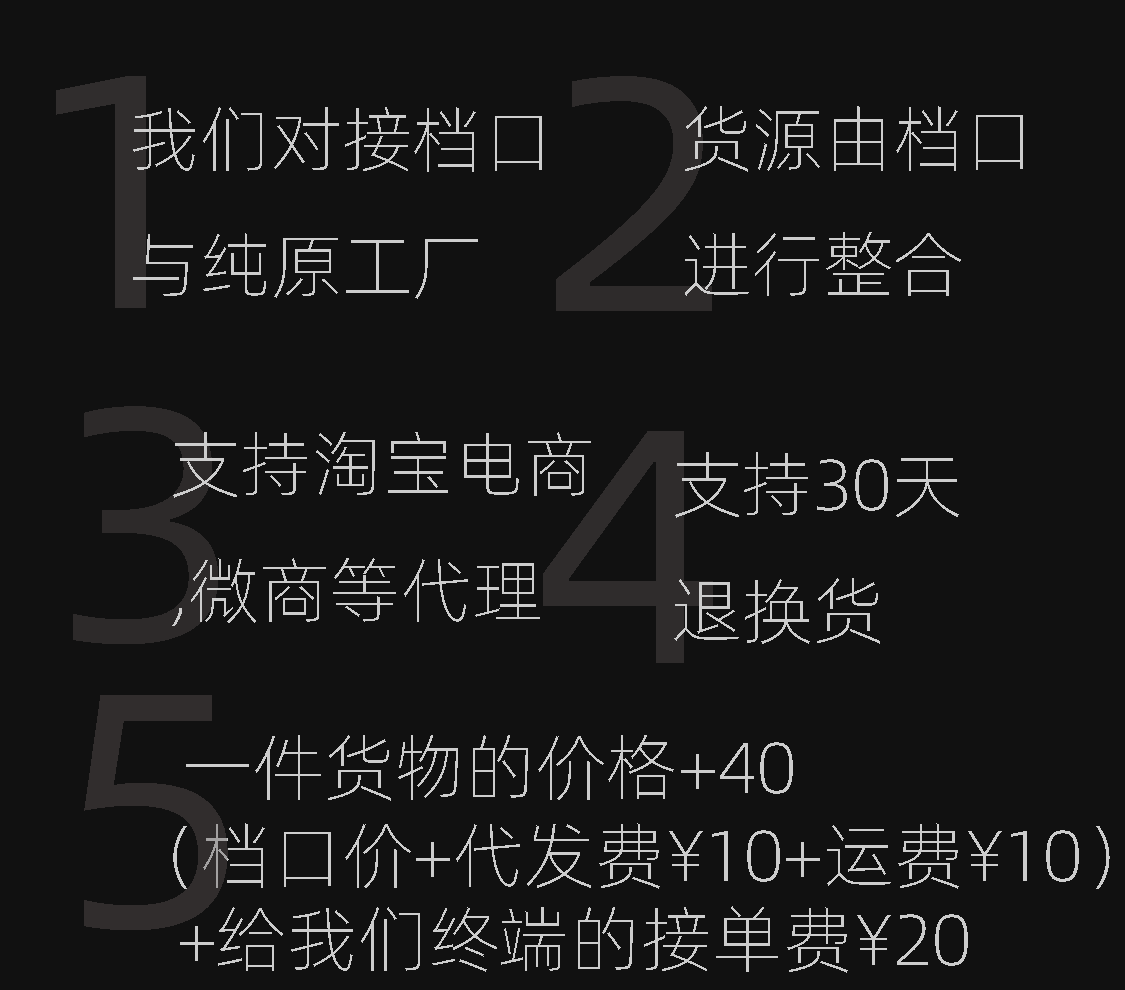 1
我们对接档口
与纯原工厂
2
货源由档口
进行整合
3
支持淘宝电商
,微商等代理
4
支持30天
退换货
5
一件货物的价格+40
(档口价+代发费¥10+运费¥10)
+给我们终端的接单费¥20